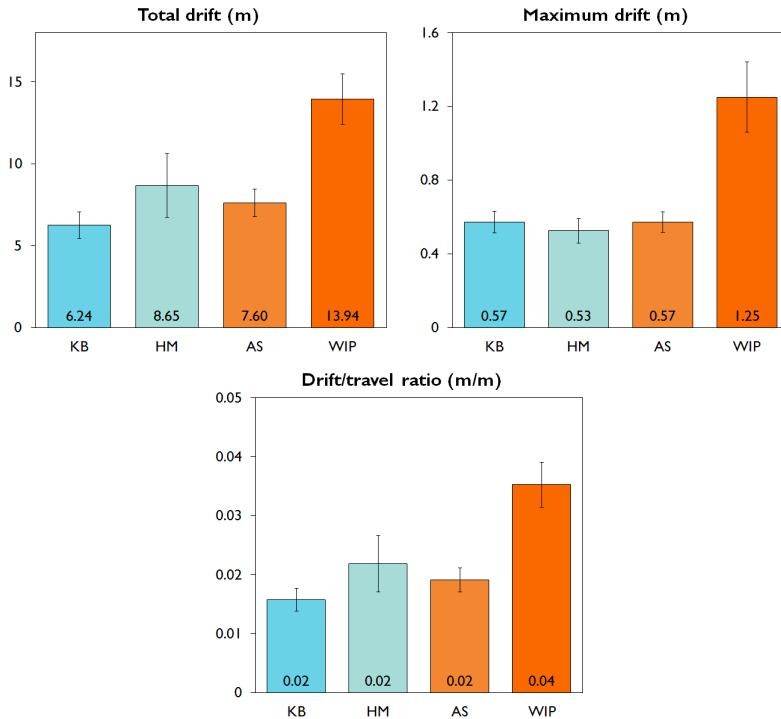 Total drift (m)
15
10
5
0
6.24 8.65 7.60 13.94
KB HM AS WIP
Maximum drift (m)
1.6
1.2
0.8
0.4
0
0.57 0.53 0.57 1.25
KB HM AS WIP
Drift/travel ratio (m/m)
0.05
0.04
0.03
0.02
0.01
0
0.02 0.02 0.02 0.04
KB HM AS WIP